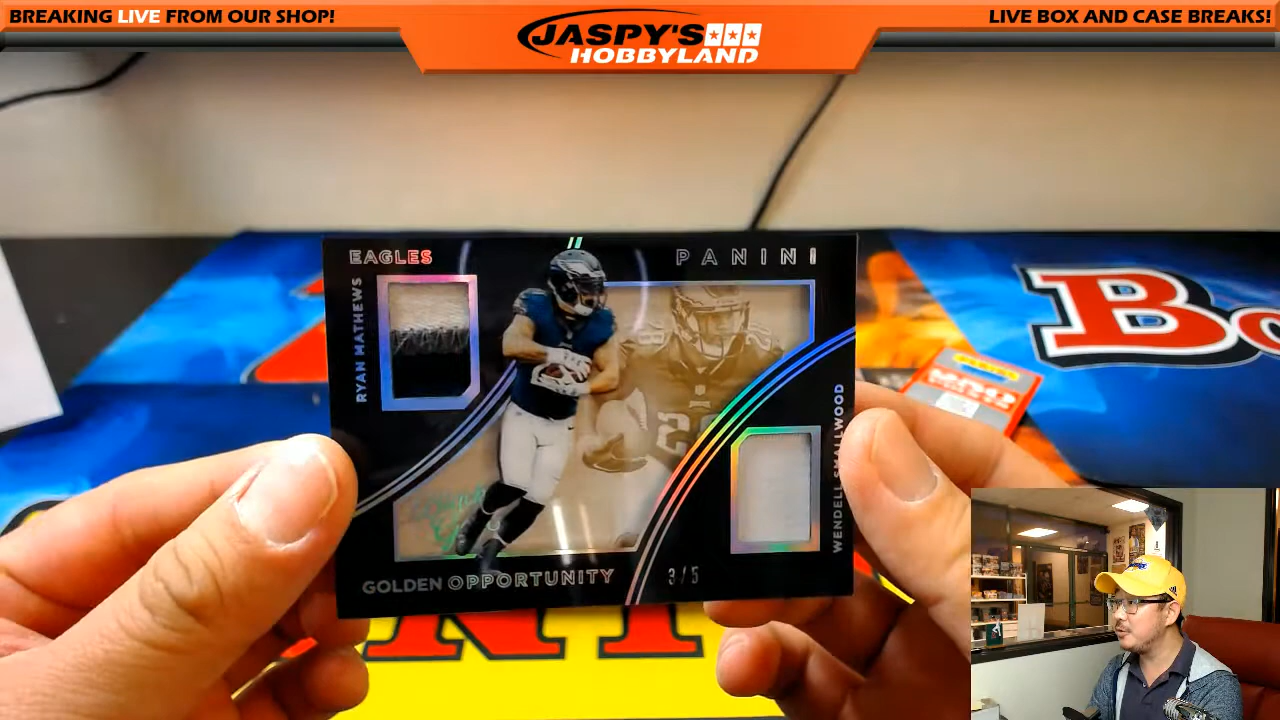 BREAKING LIVE FROM OUR SHOP!
JASPY'S
HOBBYLAND
LIVE BOX AND CASE BREAKS!
EAGLES
PANINI
RYAN MATHEWS
WENDELL SMALLWOOD
GOLDEN OPPORTUNITY
3/5